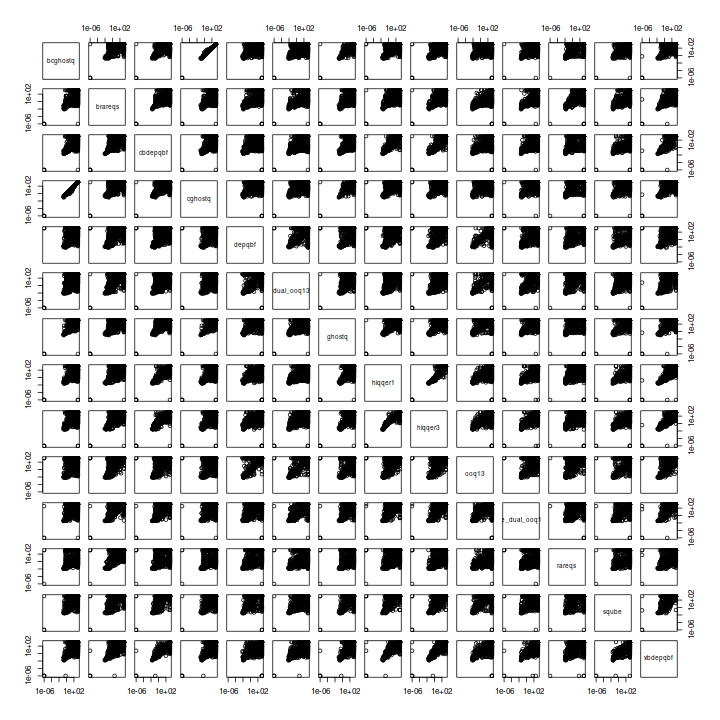 1e-06 1e+02 1e-06 1e+02 1e-06 1e+02 1e-06 1e+02 1e-06 1e+02 1e-06 1e+02 1e-06 1e+02
bcghostq 1e-06 1e+02
1e-06 1e+02 brareqs
cbdepqbf 1e-06 1e+02
1e-06 1e+02 cghostq
depqbf 1e-06 1e+02
1e-06 1e+02 dual_ooq13
ghostq 1e-06 1e+02
1e-06 1e+02 hiqqer1
hiqqer3 1e-06 1e+02
1e-06 1e+02 ooq13
e_dual_ooq1 1e-06 1e+02
1e-06 1e+02 rareqs
sqube 1e-06 1e+02
1e-06 1e+02 xbdepqbf
1e-06 1e+02 1e-06 1e+02 1e-06 1e+02 1e-06 1e+02 1e-06 1e+02 1e-06 1e+02 1e-06 1e+02